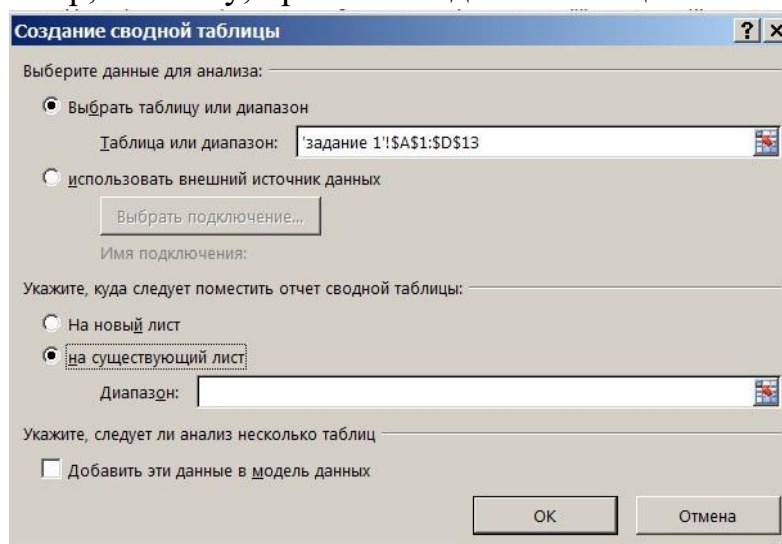 Создание сводной таблицы
Выберите данные для анализа:
Выбрать таблицу или диапазон
Таблица или диапазон: 'задание 1'!$A$1:$D$13
использовать внешний источник данных
Выбрать подключение...
Имя подключения:
Укажите, куда следует поместить отчет сводной таблицы:
На новый лист
на существующий лист
Диапазон:
Укажите, следует ли анализ несколько таблиц
Добавить эти данные в модель данных
ОК Отмена